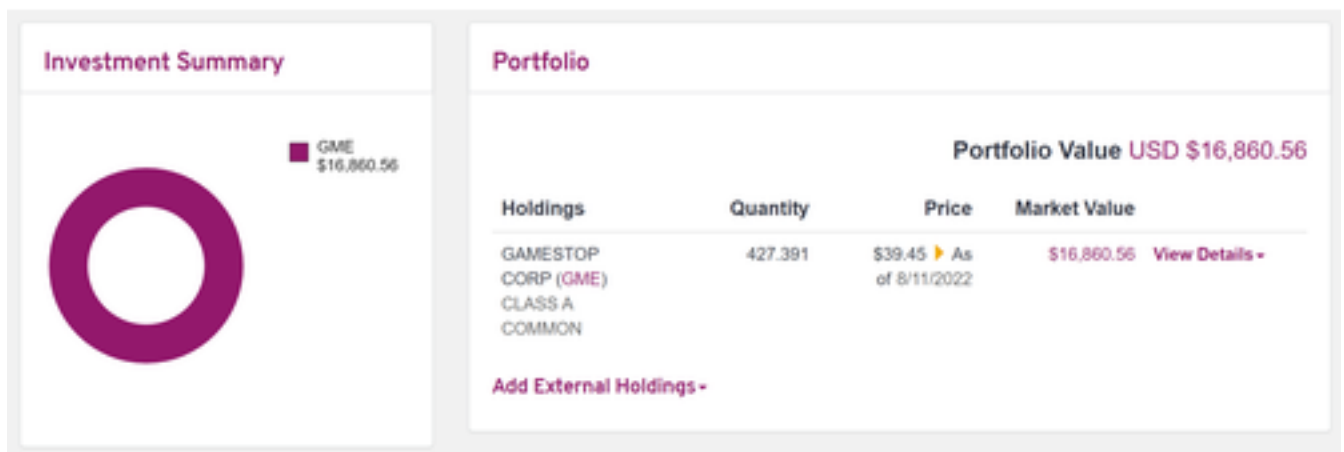 Investment Summary
GME
$16,860.56
Portfolio
Portfolio Value USD $16,860.56
Holdings Quantity Price Market Value
GAMESTOP 427.391 $39.45 As $16,860.56 View Details
CORP (GME) of 8/11/2022
CLASS A
COMMON
Add External Holdings